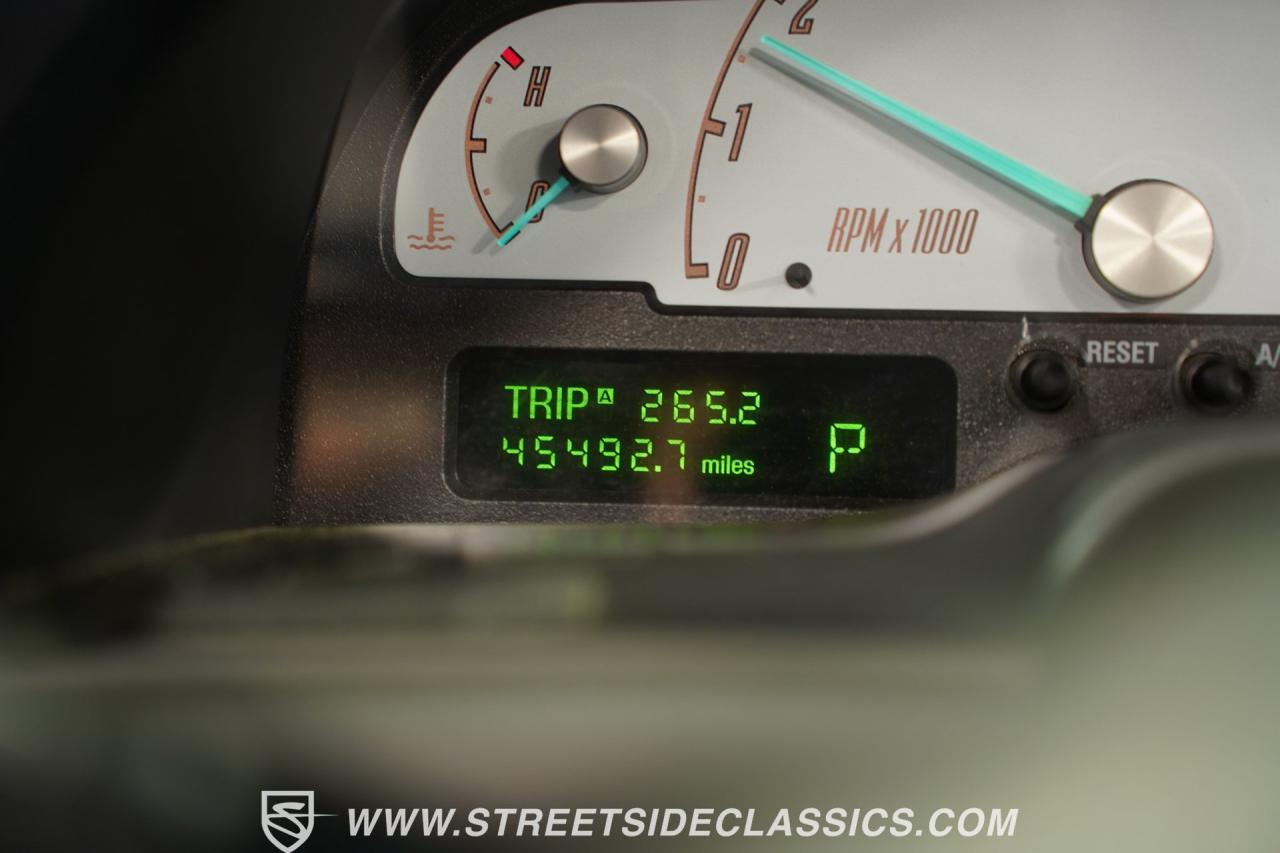 H
C
2
1
0
RPM x 1000
RESET
A/
TRIP A 265.2
45492.7 miles
P
WWW.STREETSIDECLASSICS.COM